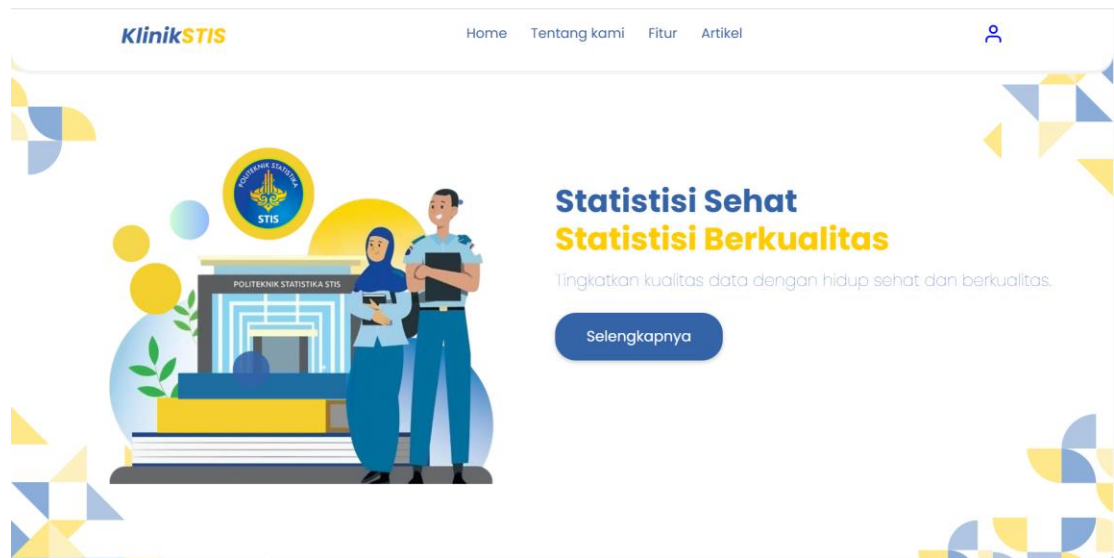 KlinikSTIS
Home Tentang kami Fitur Artikel
POLITEKNIK STATISTIKA
STIS
POLITEKNIK STATISTIKA STIS
Statistisi Sehat
Statistisi Berkualitas
Tingkatkan kualitas data dengan hidup sehat dan berkualitas.
Selengkapnya